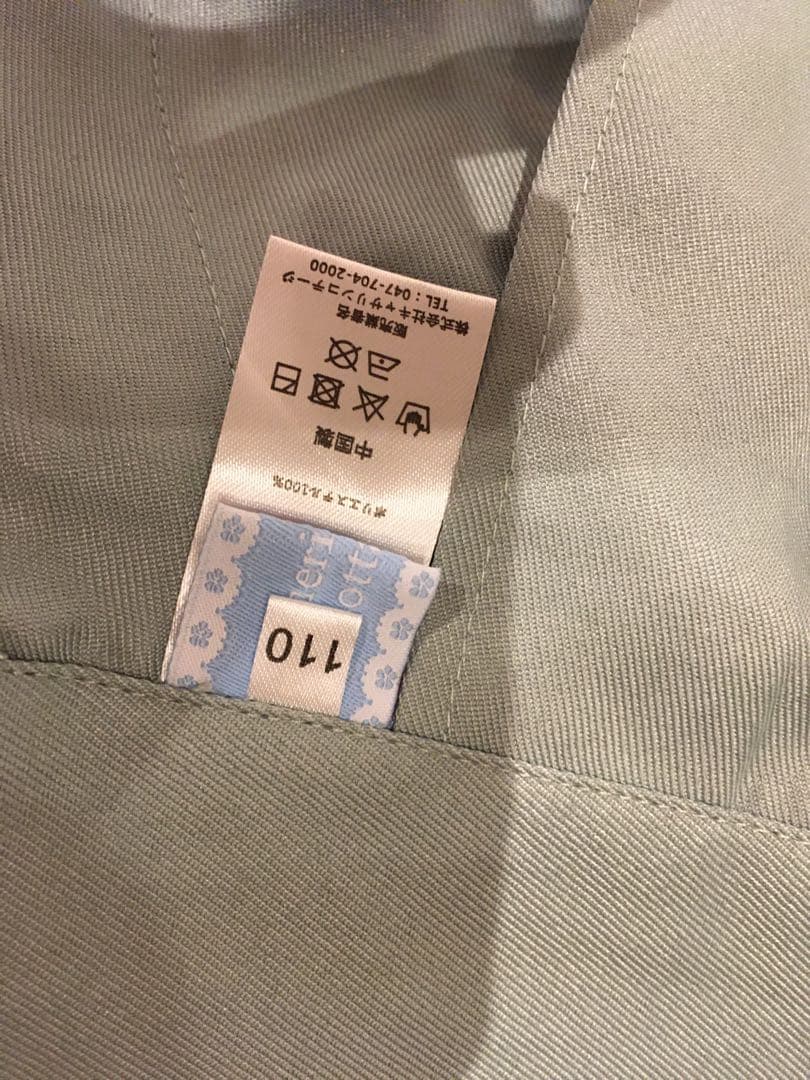 110
ポリエステル100%
中国製
販売業者名
株式会社キャサリンコテージ
TEL : 047-704-2000